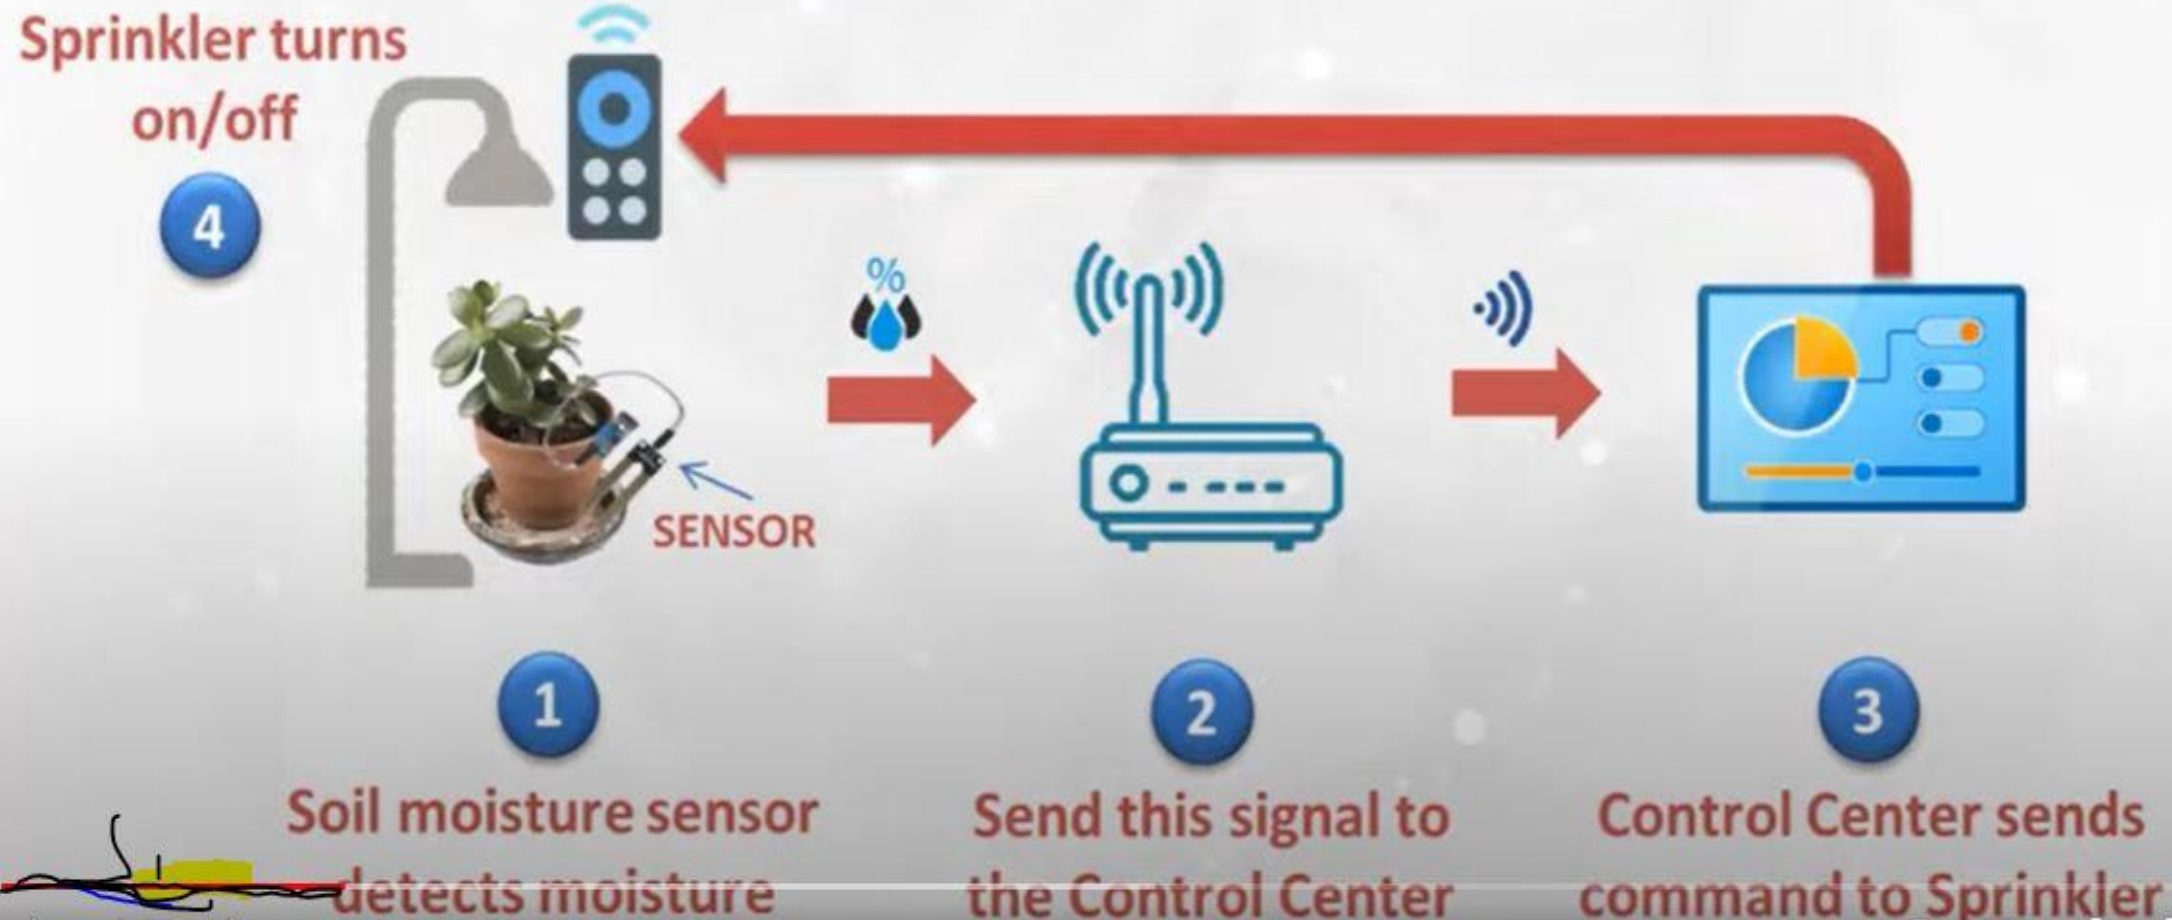 Sprinkler turns
on/off
4
%
SENSOR
1
Soil moisture sensor
detects moisture
2
Send this signal to
the Control Center
3
Control Center sends
command to Sprinkler